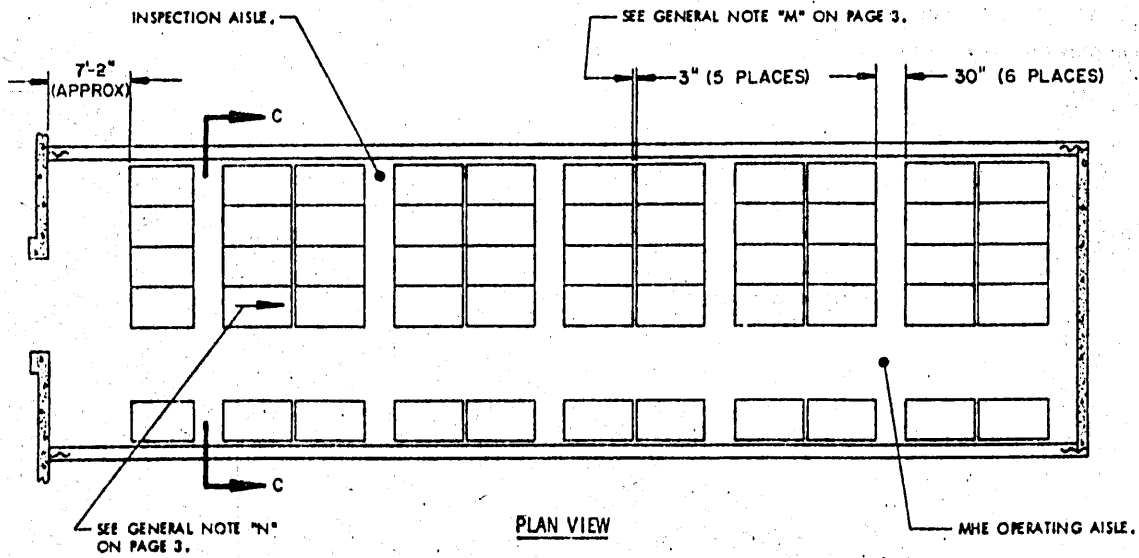 INSPECTION AISLE.
SEE GENERAL NOTE "M" ON PAGE 3.
7'-2"
(APPROX)
3" (5 PLACES)
30" (6 PLACES)
C
C
SEE GENERAL NOTE "N"
ON PAGE 3.
PLAN VIEW
MHE OPERATING AISLE.